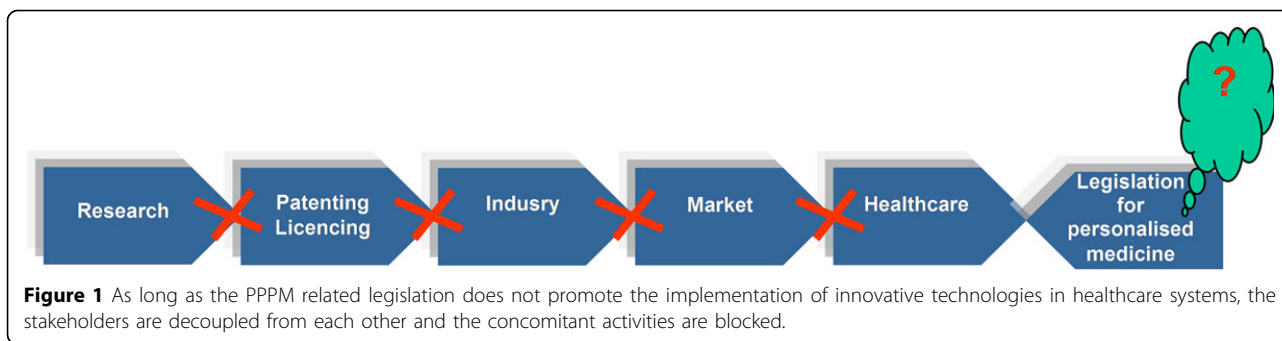 ?
Research
Patenting
Licencing
Indusry
Market
Healthcare
Legislation
for
personalised
medicine
Figure 1 As long as the PPPM related legislation does not promote the implementation of innovative technologies in healthcare systems, the
stakeholders are decoupled from each other and the concomitant activities are blocked.